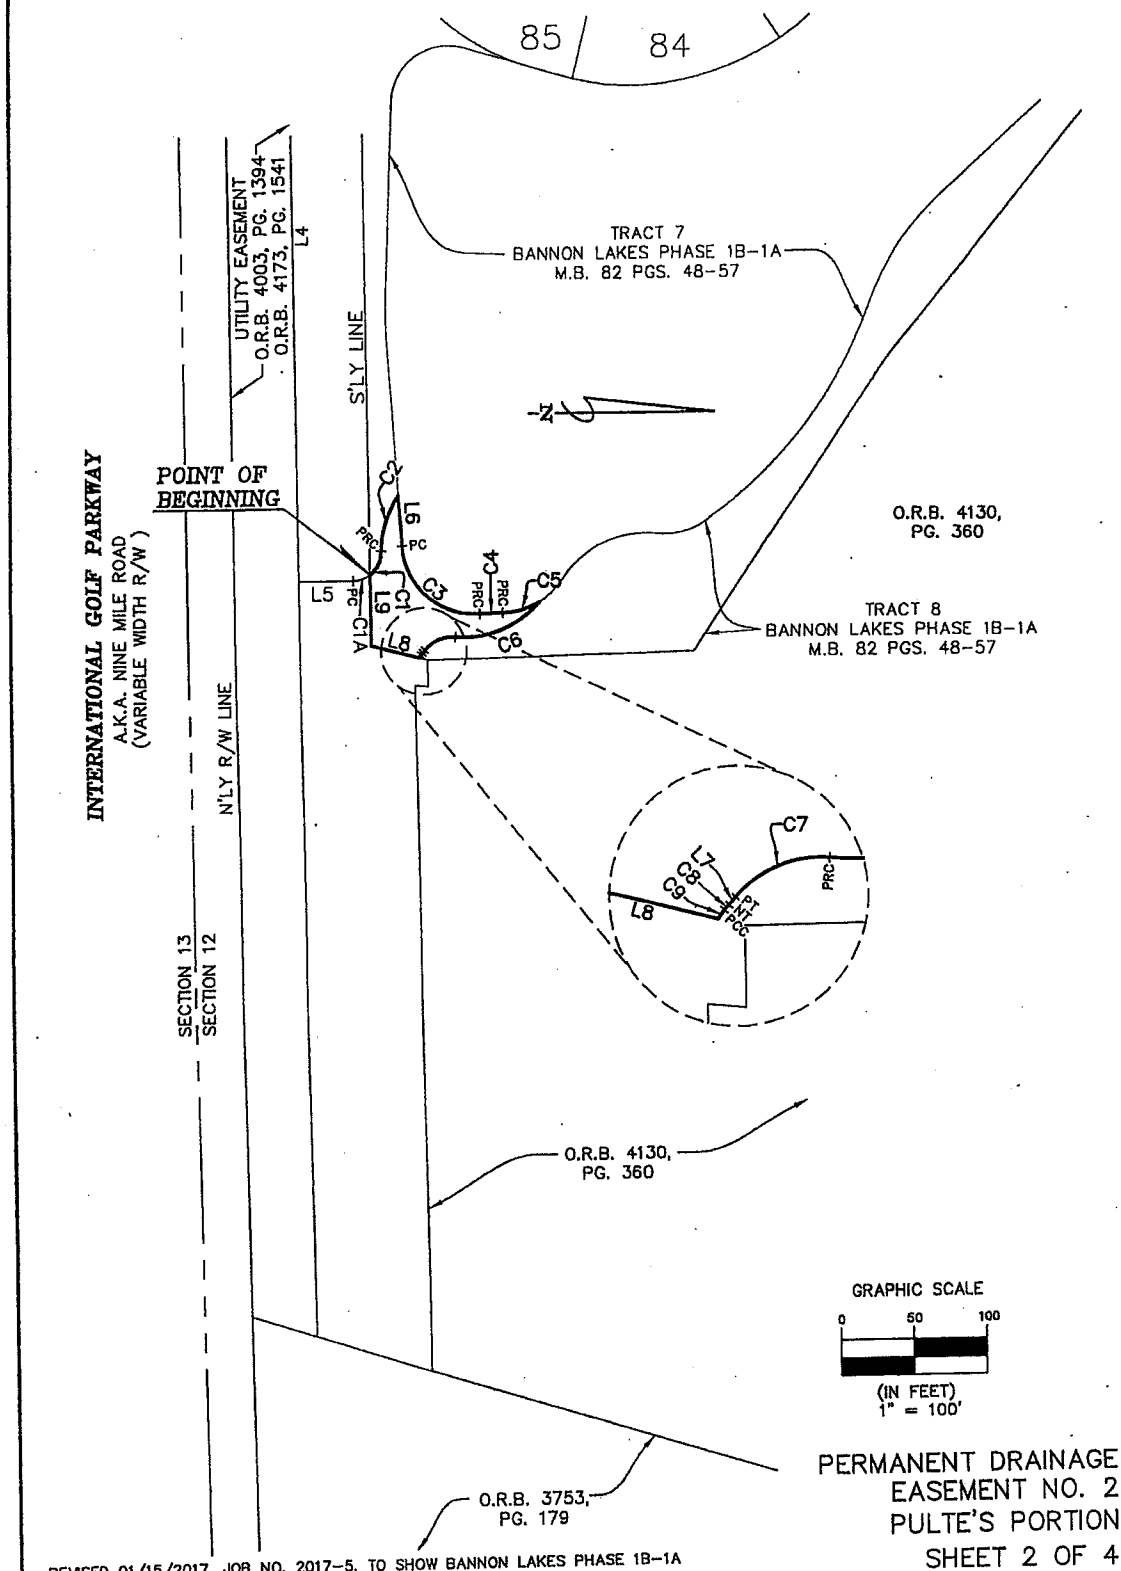 85
84
UTILITY EASEMENT
O.R.B. 4003, PG. 1394
O.R.B. 4173, PG. 1541
L4
S'LY LINE
TRACT 7
BANNON LAKES PHASE 1B-1A
M.B. 82 PGS. 48-57
N
INTERNATIONAL GOLF PARKWAY
A.K.A. NINE MILE ROAD
(VARIABLE WIDTH R/W )
POINT OF
BEGINNING
C2
L6
PRC
PC
O.R.B. 4130,
PG. 360
L5
PC
C1A
L9
C1
C3
PRC
C4
PRC
C5
C6
L8
TRACT 8
BANNON LAKES PHASE 1B-1A
M.B. 82 PGS. 48-57
N'LY R/W LINE
C7
L7
C8
C9
PRC
PT
NT
PCC
L8
SECTION 13
SECTION 12
O.R.B. 4130,
PG. 360
GRAPHIC SCALE
0 50 100
(IN FEET)
1" = 100'
PERMANENT DRAINAGE
EASEMENT NO. 2
PULTE'S PORTION
SHEET 2 OF 4
O.R.B. 3753,
PG. 179
REVISED 01/15/2017, JOB NO. 2017-5, TO SHOW BANNON LAKES PHASE 1B-1A